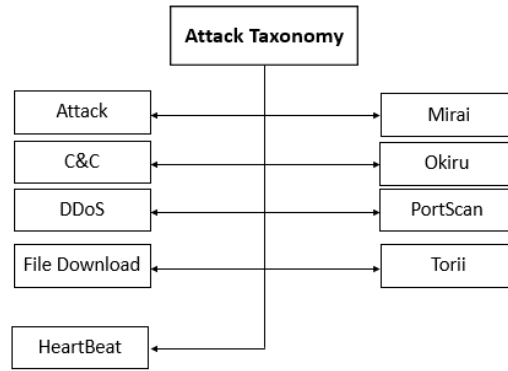 Attack Taxonomy
Attack
Mirai
C&C
Okiru
DDoS
PortScan
File Download
Torii
HeartBeat